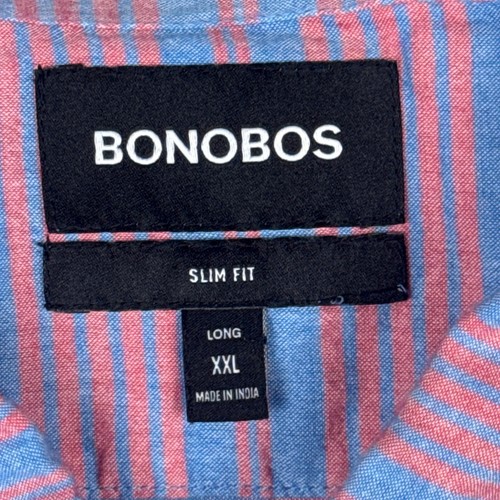 BONOBOS
SLIM FIT
LONG
XXL
MADE IN INDIA